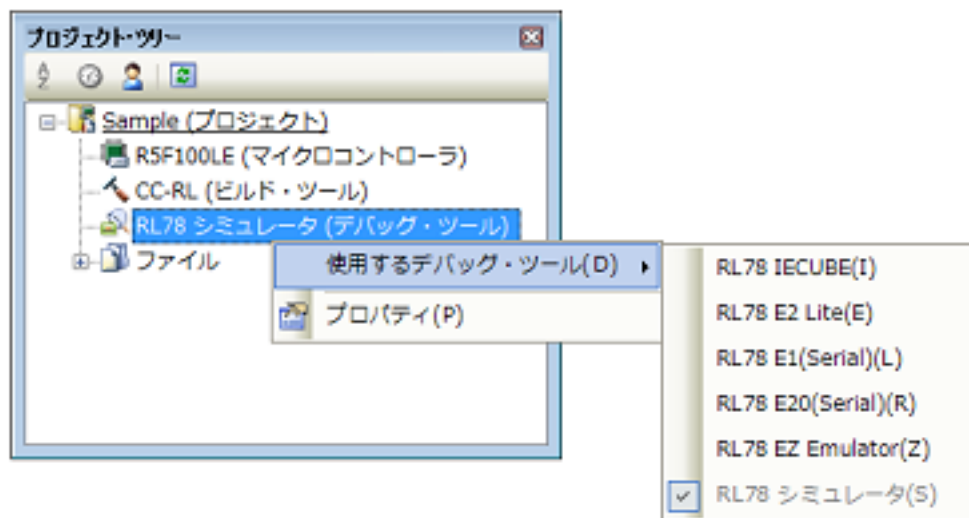 プロジェクト・ツリー
Sample (プロジェクト)
R5F100LE (マイクロコントローラ)
CC-RL (ビルド・ツール)
RL78 シミュレータ (デバッグ・ツール)
ファイル
使用するデバッグ・ツール(D)
プロパティ(P)
RL78 IECUBE(I)
RL78 E2 Lite(E)
RL78 E1(Serial)(L)
RL78 E20(Serial)(R)
RL78 EZ Emulator(Z)
RL78 シミュレータ(S)